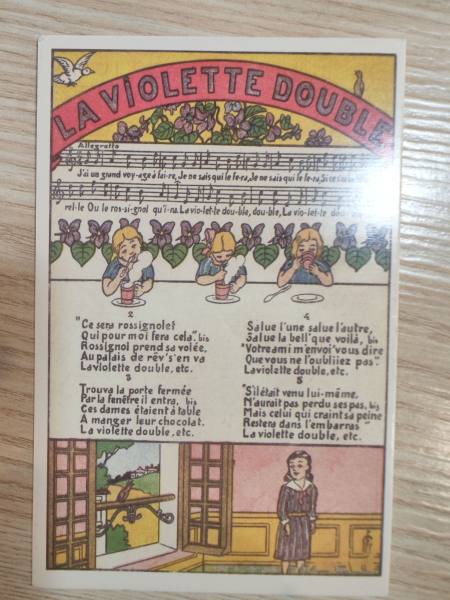 LA VIOLETTE DOUBLE
Allegretto
J'ai un grand voy-age à fai-re, Je ne sais qui le fe-ra, Je ne sais qui le fe-ra, Si
rel-le Ou le ros-si-gnol qu'i-ra. La vio-let-te dou-ble, dou-ble, La vio-let-te
2
"Ce sera rossignolet
Qui pour moi fera cela." bis
Rossignol prend sa volée,
Au palais de rêv's'en va
La violette double, etc.
3
Trouva la porte fermée
Par la fenêtre il entra, bis
Ces dames étaient à table
A manger leur chocolat.
La violette double, etc.
4
Salue l'une salue l'autre,
Salue la bell'que voilà, bis
"Votre ami m'envoi'vous dire
Que vous ne l'oubliiez pas".
La violette double, etc.
5
"S'il était venu lui-même,
N'aurait pas perdu ses pas, bis
Mais celui qui craint sa peine
Restera dans l'embarras
La violette double, etc.